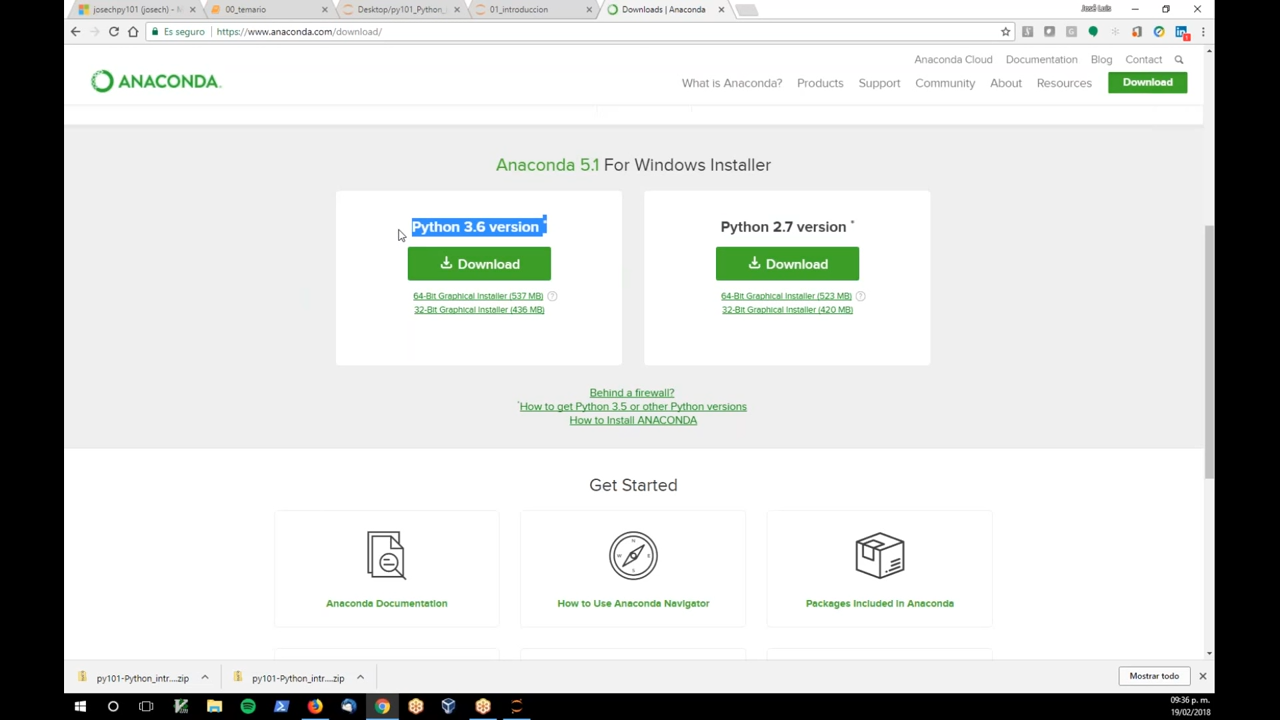 josechpy101 (josech) - M
00_temario
Desktop/py101_Python_
01_introduccion
Downloads | Anaconda
José Luis
Es seguro
https://www.anaconda.com/download/
Anaconda Cloud
Documentation
Blog
Contact
ANACONDA.
What is Anaconda?
Products
Support
Community
About
Resources
Download
Anaconda 5.1 For Windows Installer
Python 3.6 version *
Python 2.7 version *
Download
Download
64-Bit Graphical Installer (537 MB) ?
64-Bit Graphical Installer (523 MB) ?
32-Bit Graphical Installer (436 MB)
32-Bit Graphical Installer (420 MB)
Behind a firewall?
*How to get Python 3.5 or other Python versions
How to Install ANACONDA
Get Started
N
W E
S
Anaconda Documentation
How to Use Anaconda Navigator
Packages Included in Anaconda
py101-Python_intr....zip
py101-Python_intr....zip
Mostrar todo
09:36 p. m.
19/02/2018